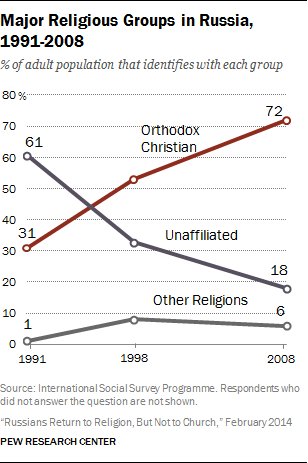 Major Religious Groups in Russia,
1991-2008
% of adult population that identifies with each group
80 %
70
60
50
40
30
20
10
0
61
31
1
72
18
6
Orthodox
Christian
Unaffiliated
Other Religions
1991
1998
2008
Source: International Social Survey Programme. Respondents who
did not answer the question are not shown.
“Russians Return to Religion, But Not to Church,” February 2014
PEW RESEARCH CENTER